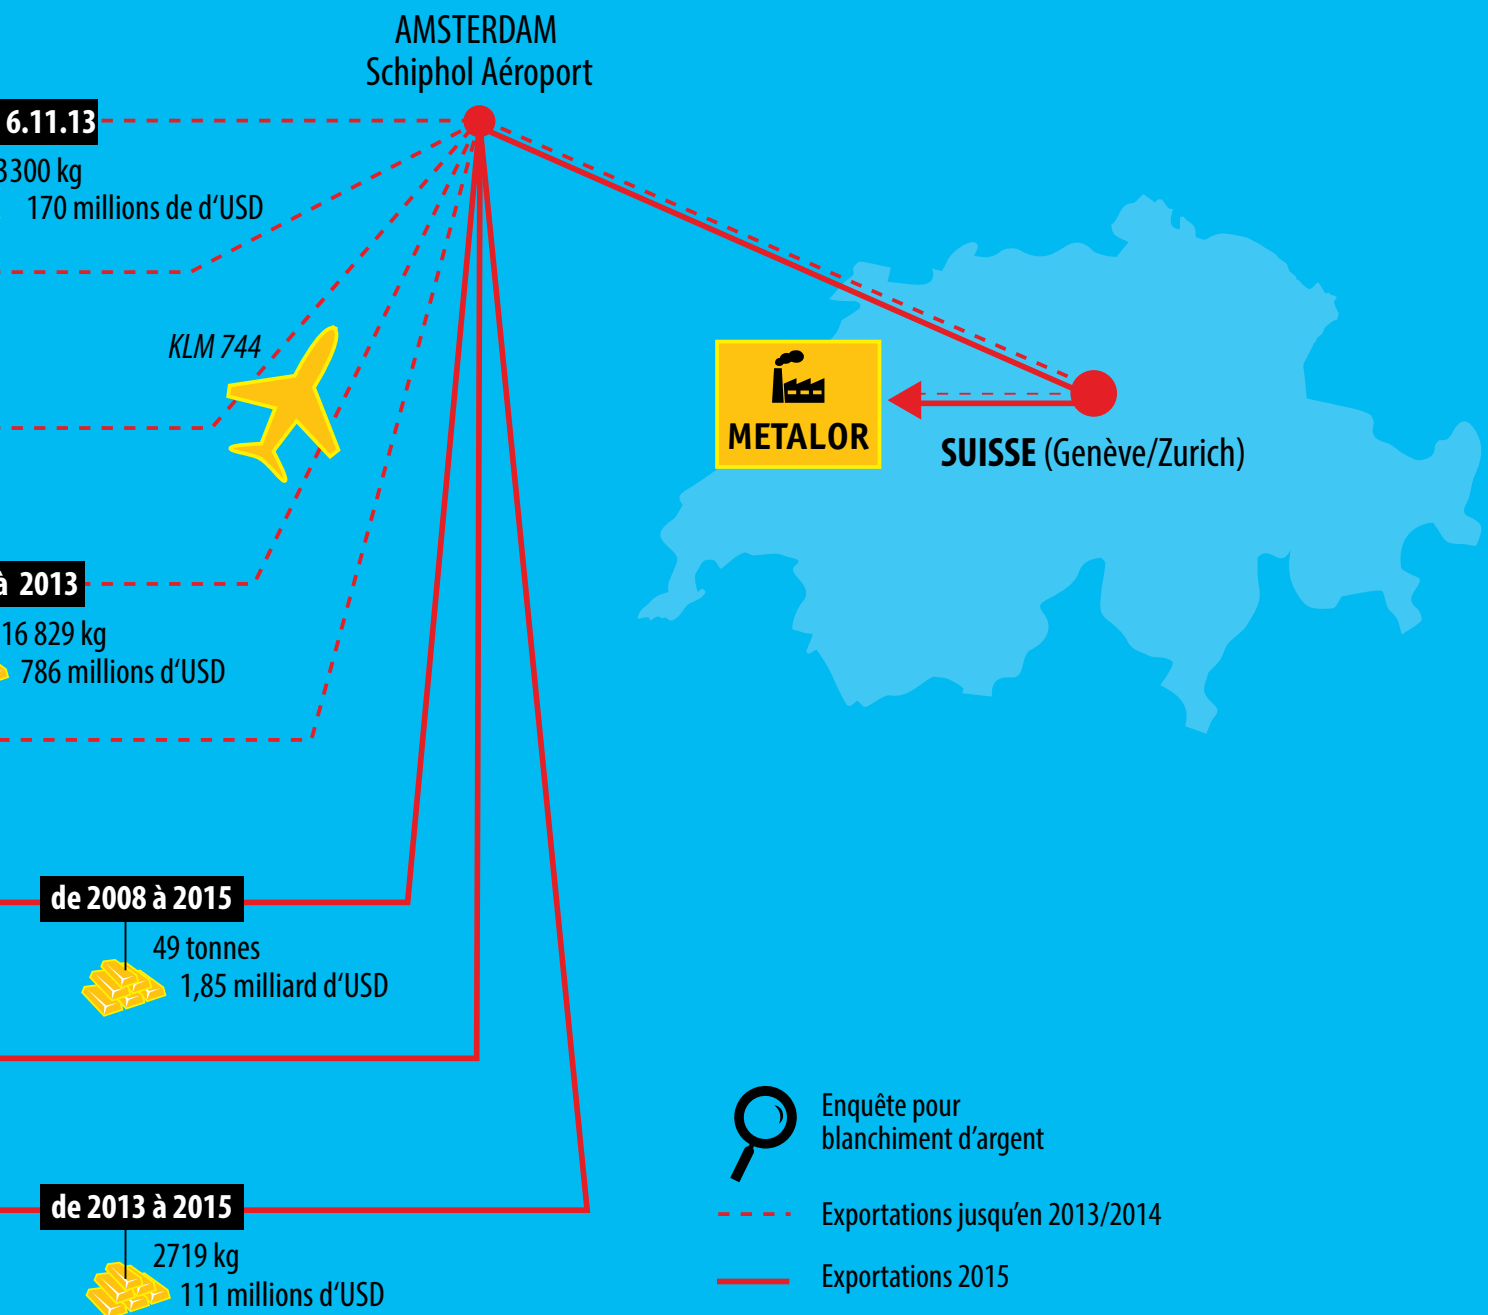 AMSTERDAM
Schiphol Aéroport
6.11.13
3300 kg
170 millions de d‘USD
KLM 744
METALOR
SUISSE (Genève/Zurich)
à 2013
16 829 kg
786 millions d‘USD
de 2008 à 2015
49 tonnes
1,85 milliard d‘USD
Enquête pour
blanchiment d’argent
de 2013 à 2015
2719 kg
111 millions d‘USD
Exportations jusqu’en 2013/2014
Exportations 2015